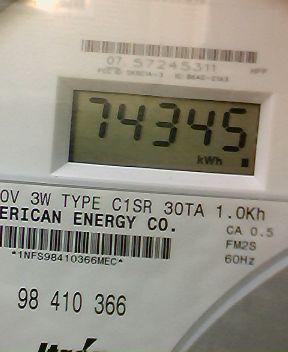 07 57245311
74345
kWh
0V 3W TYPE C1SR 30TA 1.0Kh
ERICAN ENERGY CO.
CA 0.5
FM2S
60Hz
*1NFS98410366MEC*
98 410 366
Itron